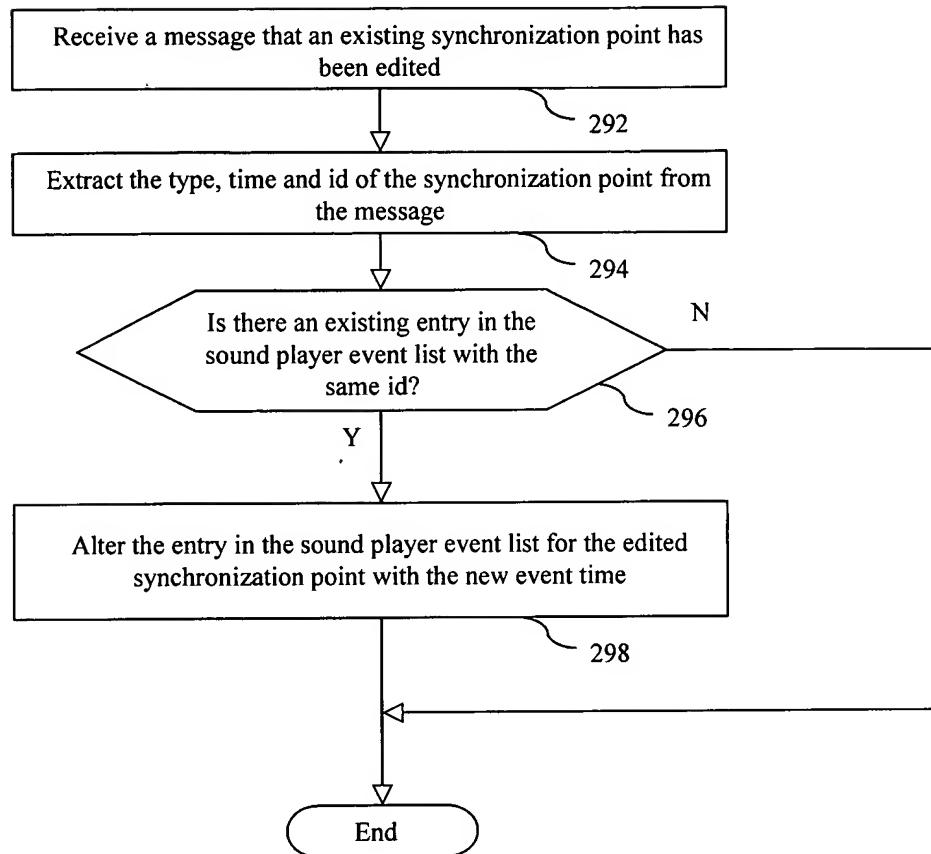 Receive a message that an existing synchronization point has
been edited
292
Extract the type, time and id of the synchronization point from
the message
294
Is there an existing entry in the
sound player event list with the
same id?
N
296
Y
Alter the entry in the sound player event list for the edited
synchronization point with the new event time
298
End